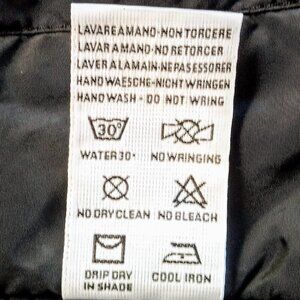 LAVARE A MANO-NON TORCERE
LAVAR A MANO-NO RETORCER
LAVER A LA MAIN-NE PAS ESSORER
HANDWAESCHE-NICHT WRINGEN
HAND WASH - DO NOT WRING
30°
WATER 30° NO WRINGING
NO DRY CLEAN NO BLEACH
DRIP DRY COOL IRON
IN SHADE